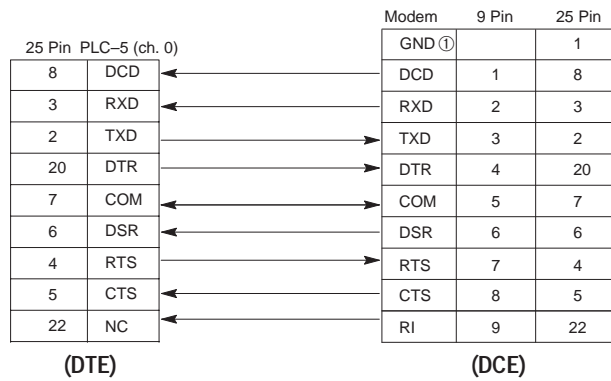 Modem 9 Pin 25 Pin
GND ① 1
25 Pin PLC–5 (ch. 0)
8 DCD DCD 1 8
3 RXD RXD 2 3
2 TXD TXD 3 2
20 DTR DTR 4 20
7 COM COM 5 7
6 DSR DSR 6 6
4 RTS RTS 7 4
5 CTS CTS 8 5
22 NC RI 9 22
(DTE) (DCE)